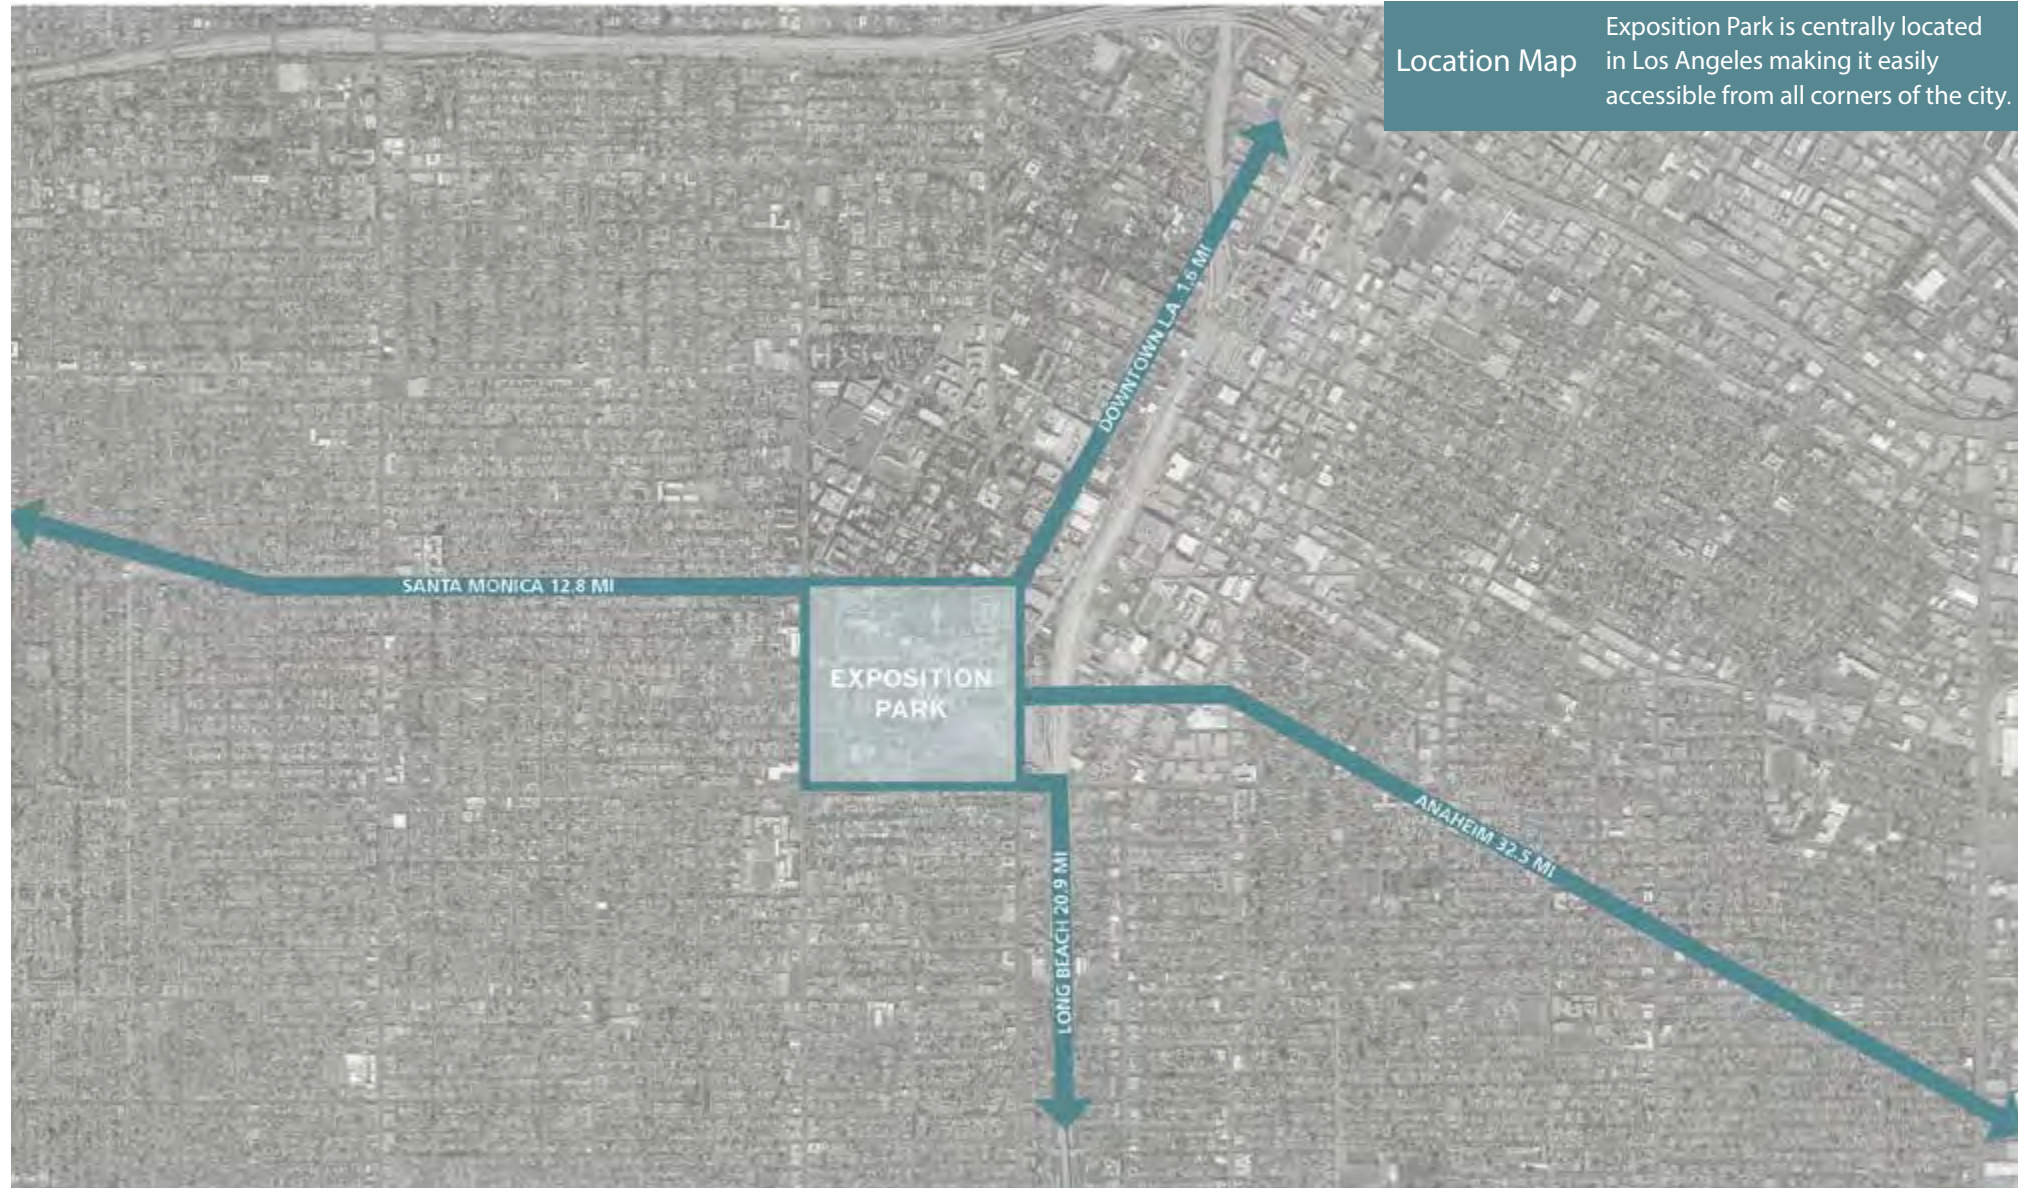 Location Map
Exposition Park is centrally located
in Los Angeles making it easily
accessible from all corners of the city.
DOWNTOWN L.A. 1.6 MI
SANTA MONICA 12.8 MI
EXPOSITION
PARK
ANAHEIM 32.5 MI
LONG BEACH 20.9 MI